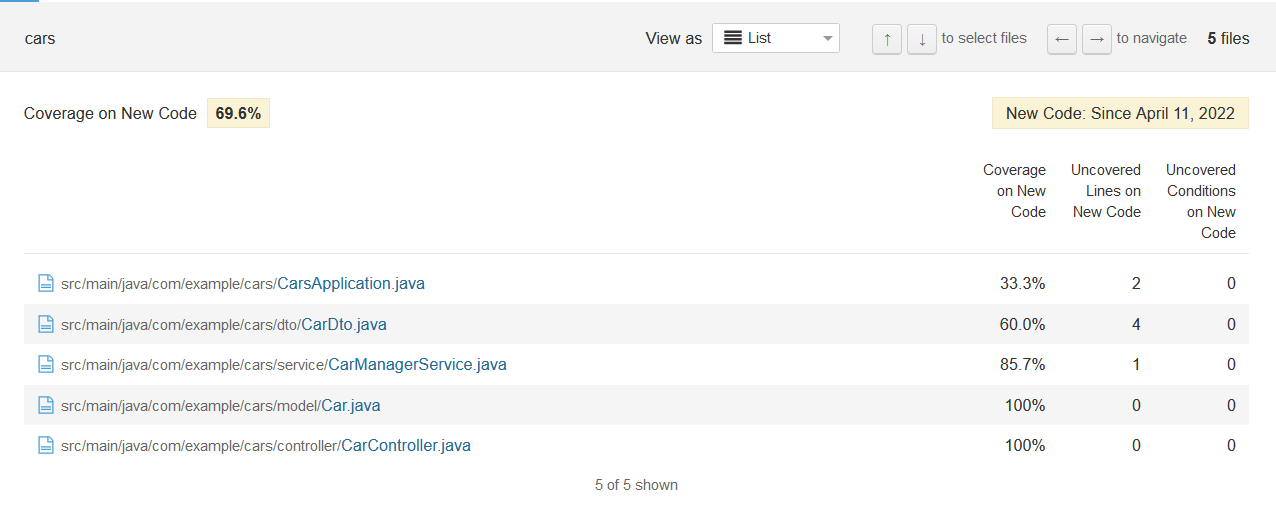 cars View as List ↑ ↓ to select files ← → to navigate 5 files
Coverage on New Code 69.6% New Code: Since April 11, 2022
Coverage on New Code Uncovered Lines on New Code Uncovered Conditions on New Code
src/main/java/com/example/cars/CarsApplication.java 33.3% 2 0
src/main/java/com/example/cars/dto/CarDto.java 60.0% 4 0
src/main/java/com/example/cars/service/CarManagerService.java 85.7% 1 0
src/main/java/com/example/cars/model/Car.java 100% 0 0
src/main/java/com/example/cars/controller/CarController.java 100% 0 0
5 of 5 shown